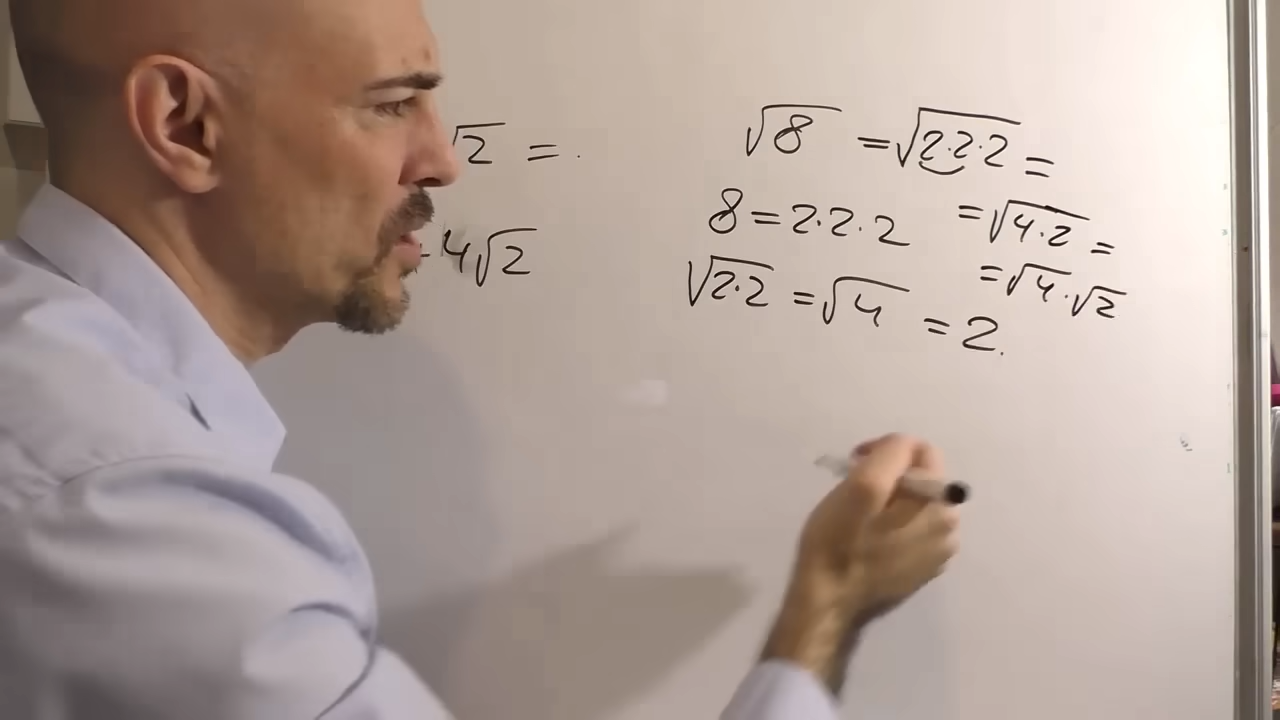 √2 = .
4√2
√8 = √2·2·2 =
8 = 2·2·2 = √4·2 =
= √4·√2
√2·2 = √4 = 2.